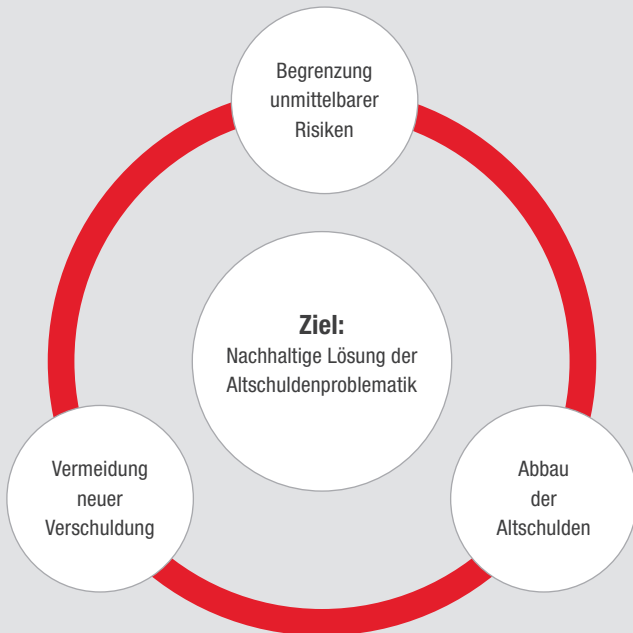 Begrenzung
unmittelbarer
Risiken
Ziel:
Nachhaltige Lösung der
Altschuldenproblematik
Vermeidung
neuer
Verschuldung
Abbau
der
Altschulden